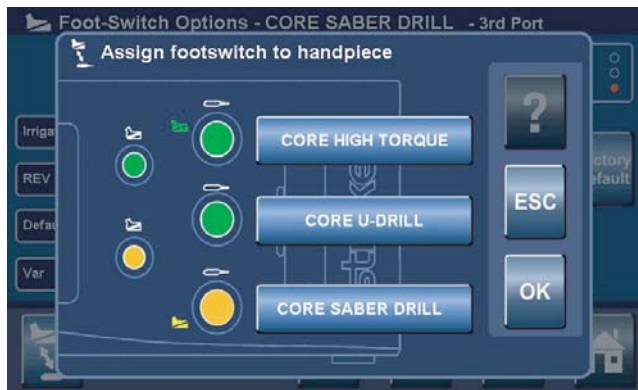 Foot-Switch Options - CORE SABER DRILL - 3rd Port
Assign footswitch to handpiece
?
Irriga
CORE HIGH TORQUE
ctory
efault
REV
ESC
Defau
CORE U-DRILL
Var
OK
CORE SABER DRILL